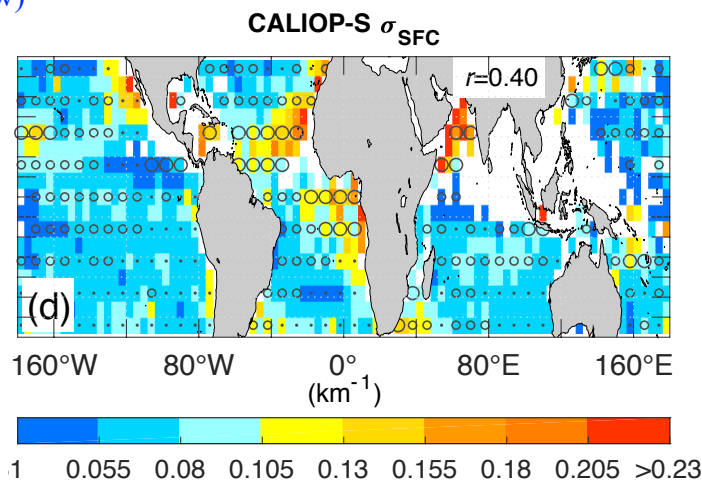 w)
CALIOP-S σSFC
r=0.40
(d)
160°W 80°W 0° 80°E 160°E
(km-1)
0.055 0.08 0.105 0.13 0.155 0.18 0.205 >0.23